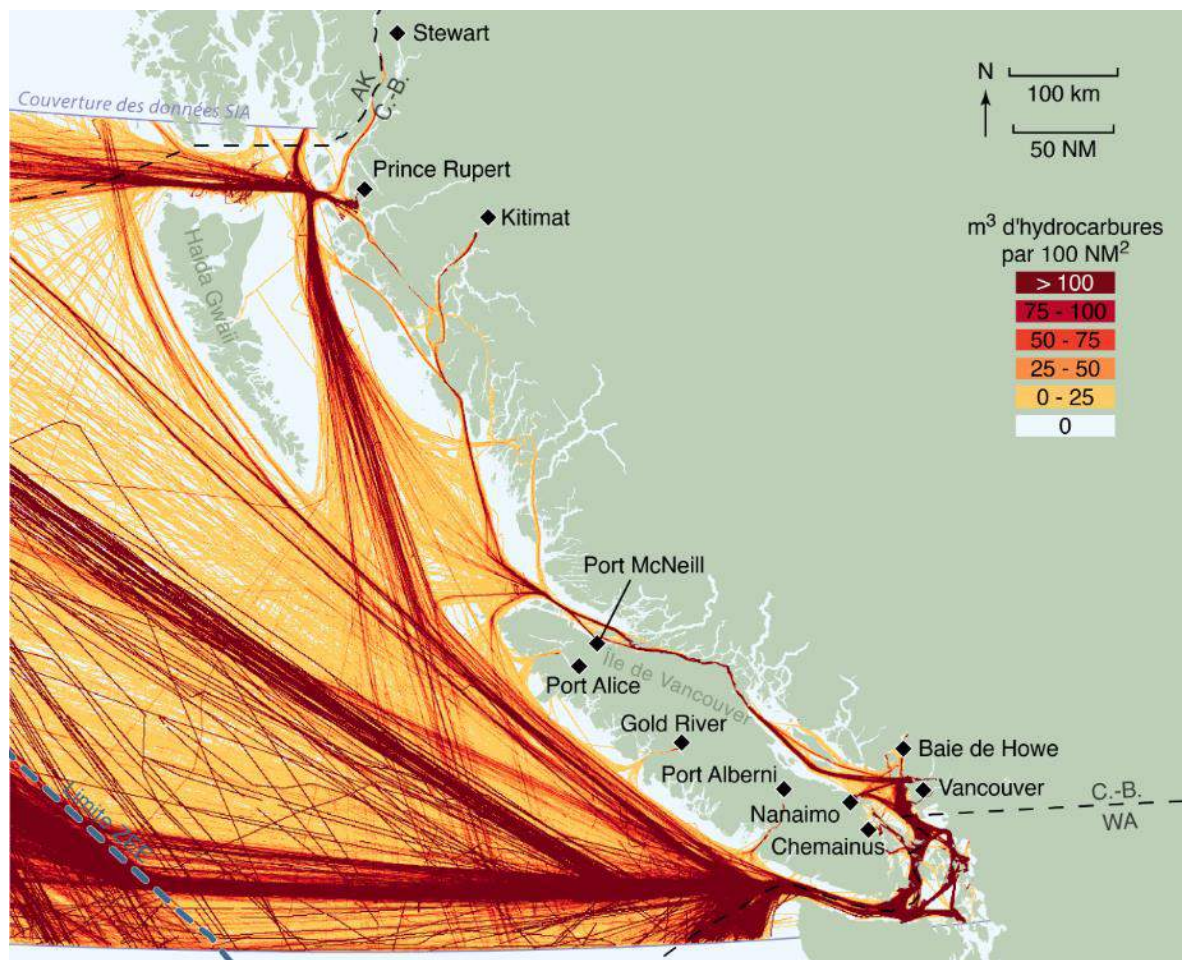 Stewart
AK
C.-B.
Couverture des données SIA
N
100 km
50 NM
Prince Rupert
Kitimat
Haida Gwaii
m³ d'hydrocarbures
par 100 NM²
> 100
75 - 100
50 - 75
25 - 50
0 - 25
0
Port McNeill
Île de Vancouver
Port Alice
Gold River
Port Alberni
Nanaimo
Chemainus
Baie de Howe
Vancouver
C.-B.
WA
Limite ZEE